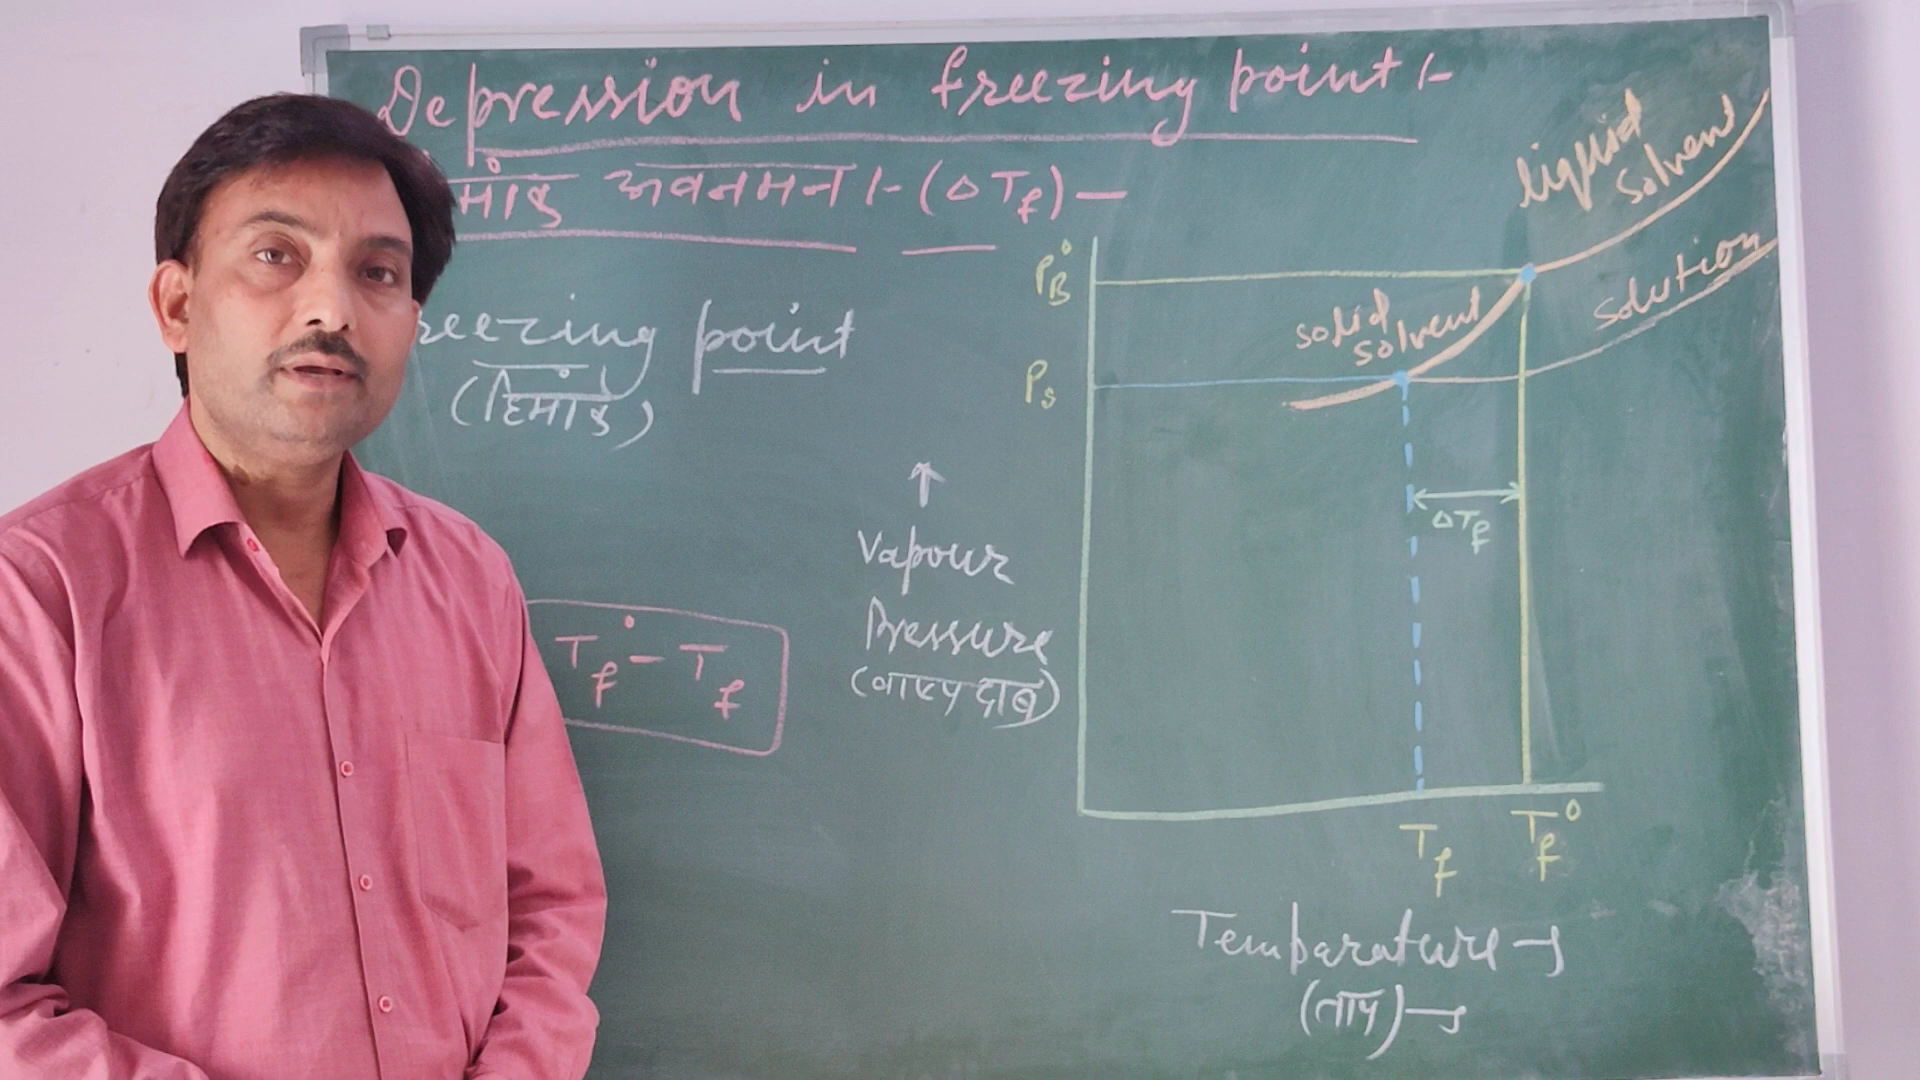 Depression in freezing point :-
मांक अवनमन :- (ΔTf) —
reezing point
(हिमांक)
Tf° - Tf
↑
Vapour
Pressure
(वाष्प दाब)
PB°
Ps
liquid
solvent
solution
solid
solvent
ΔTf
Tf
Tf°
Temparature →
(ताप) →